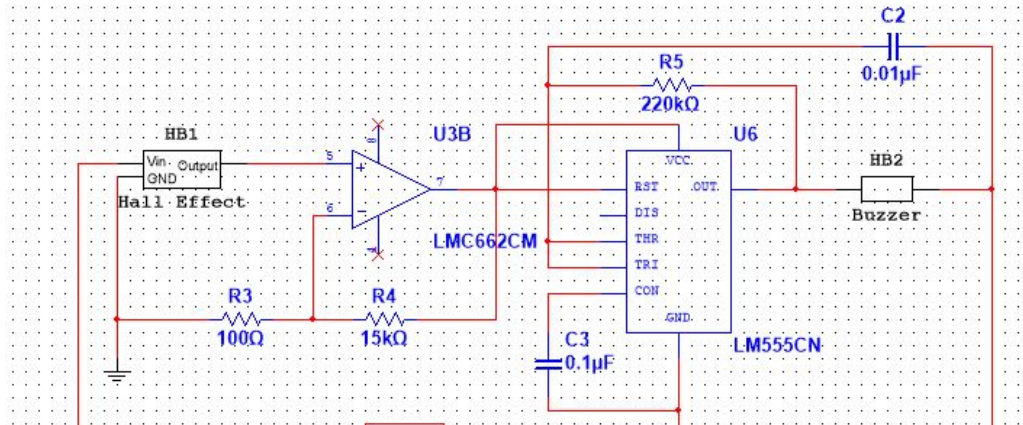 C2
0.01µF
R5
220kΩ
HB1
Vin Output
GND
Hall Effect
U3B
8
5
6
7
4
LMC662CM
U6
VCC
RST OUT
DIS
THR
TRI
CON
GND
LM555CN
HB2
Buzzer
R3
100Ω
R4
15kΩ
C3
0.1µF